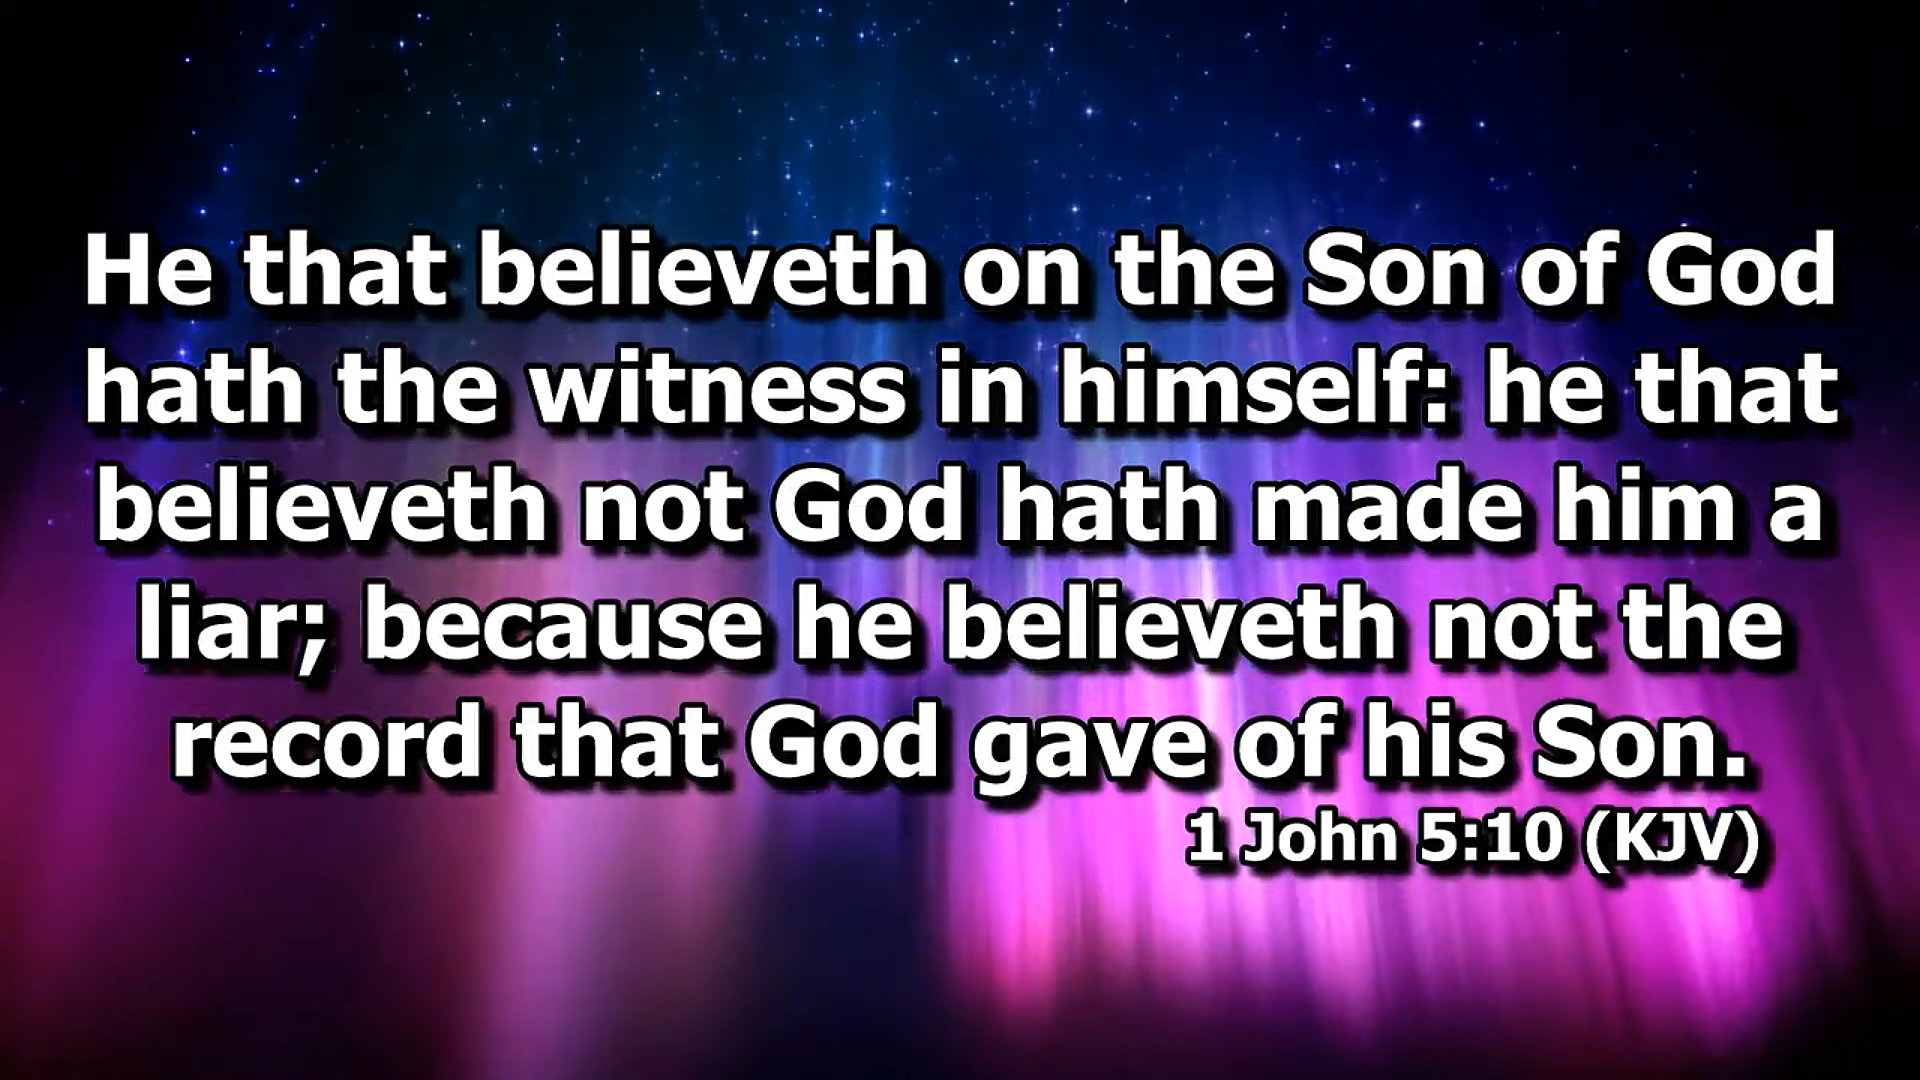 He that believeth on the Son of God
hath the witness in himself: he that
believeth not God hath made him a
liar; because he believeth not the
record that God gave of his Son.
1 John 5:10 (KJV)